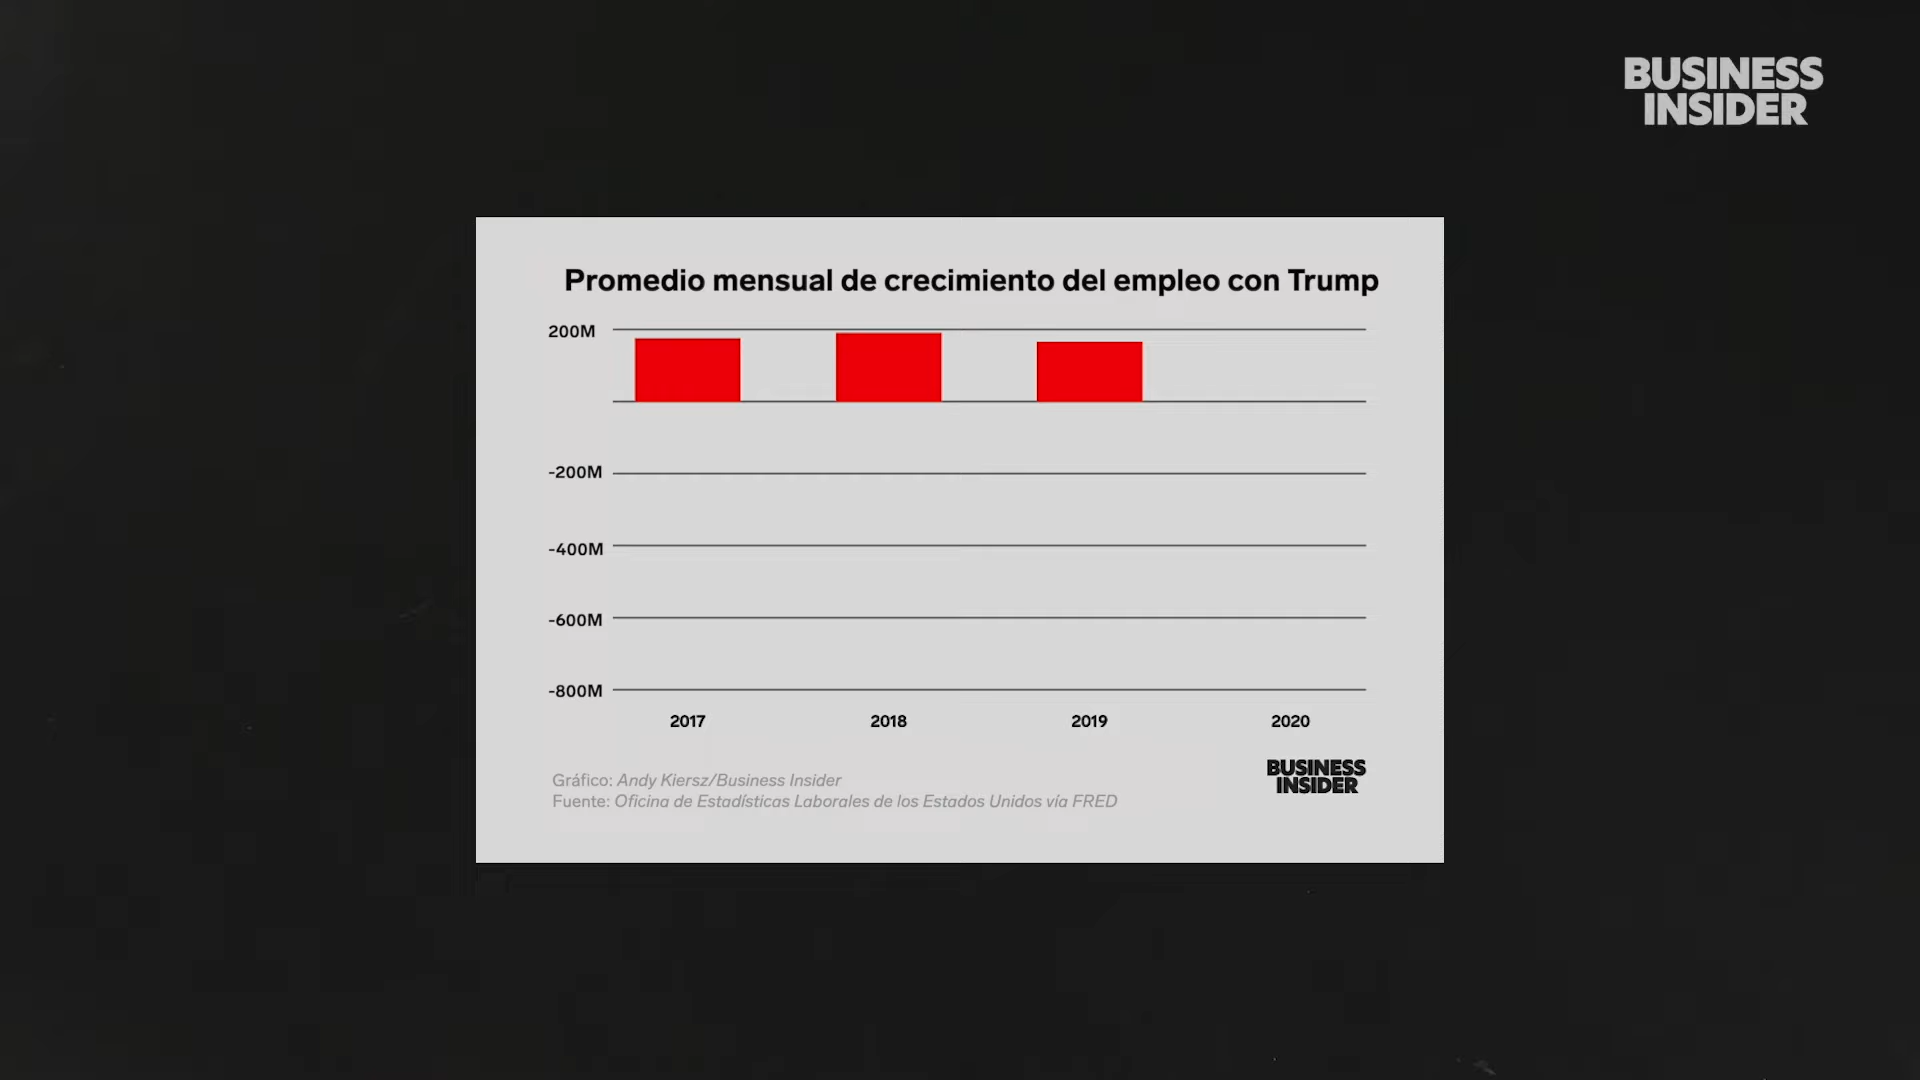 BUSINESS
INSIDER
Promedio mensual de crecimiento del empleo con Trump
200M
-200M
-400M
-600M
-800M
2017 2018 2019 2020
Gráfico: Andy Kiersz/Business Insider
Fuente: Oficina de Estadísticas Laborales de los Estados Unidos vía FRED
BUSINESS
INSIDER